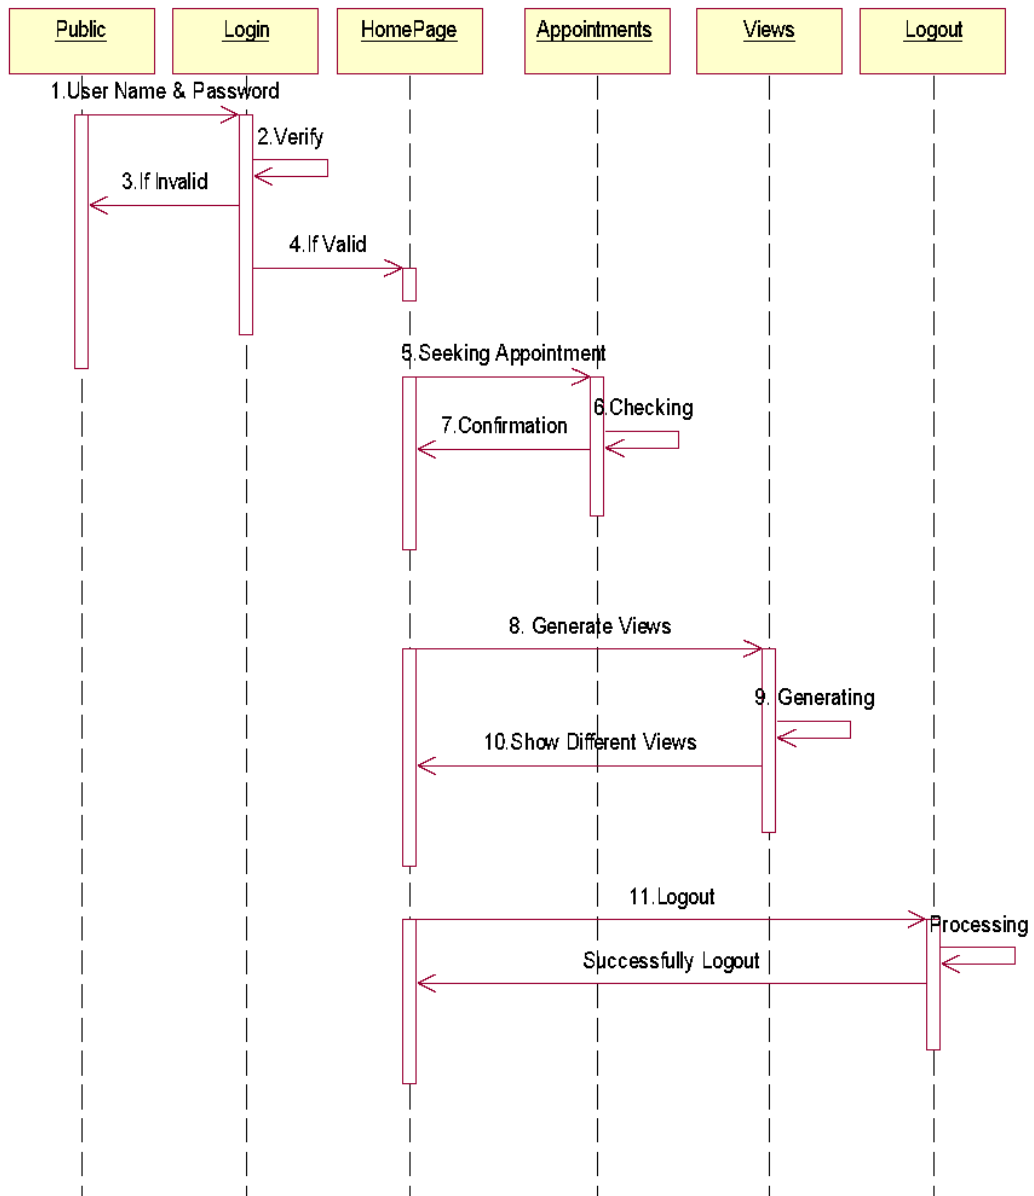 Public
Login
HomePage
Appointments
Views
Logout
1.User Name & Password
2.Verify
3.If Invalid
4.If Valid
5.Seeking Appointment
6.Checking
7.Confirmation
8. Generate Views
9. Generating
10.Show Different Views
11.Logout
Processing
Successfully Logout